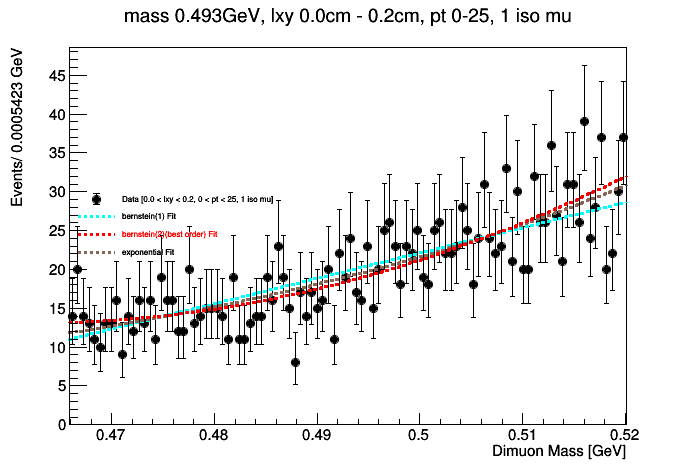 mass 0.493GeV, lxy 0.0cm - 0.2cm, pt 0-25, 1 iso mu
Events/ 0.0005423 GeV
45
40
35
30
25
20
15
10
5
0
Data [0.0 < lxy < 0.2, 0 < pt < 25, 1 iso mu]
bernstein(1) Fit
bernstein(2)(best order) Fit
exponential Fit
0.47 0.48 0.49 0.5 0.51 0.52
Dimuon Mass [GeV]